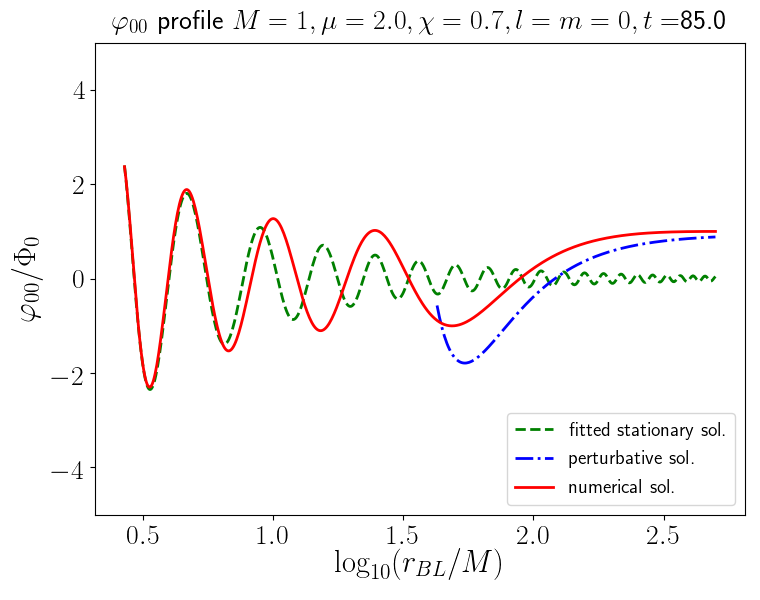 φ₀₀ profile M = 1, μ = 2.0, χ = 0.7, l = m = 0, t =85.0
φ₀₀/Φ₀
4
2
0
−2
−4
fitted stationary sol.
perturbative sol.
numerical sol.
0.5 1.0 1.5 2.0 2.5
log₁₀(r_BL/M)